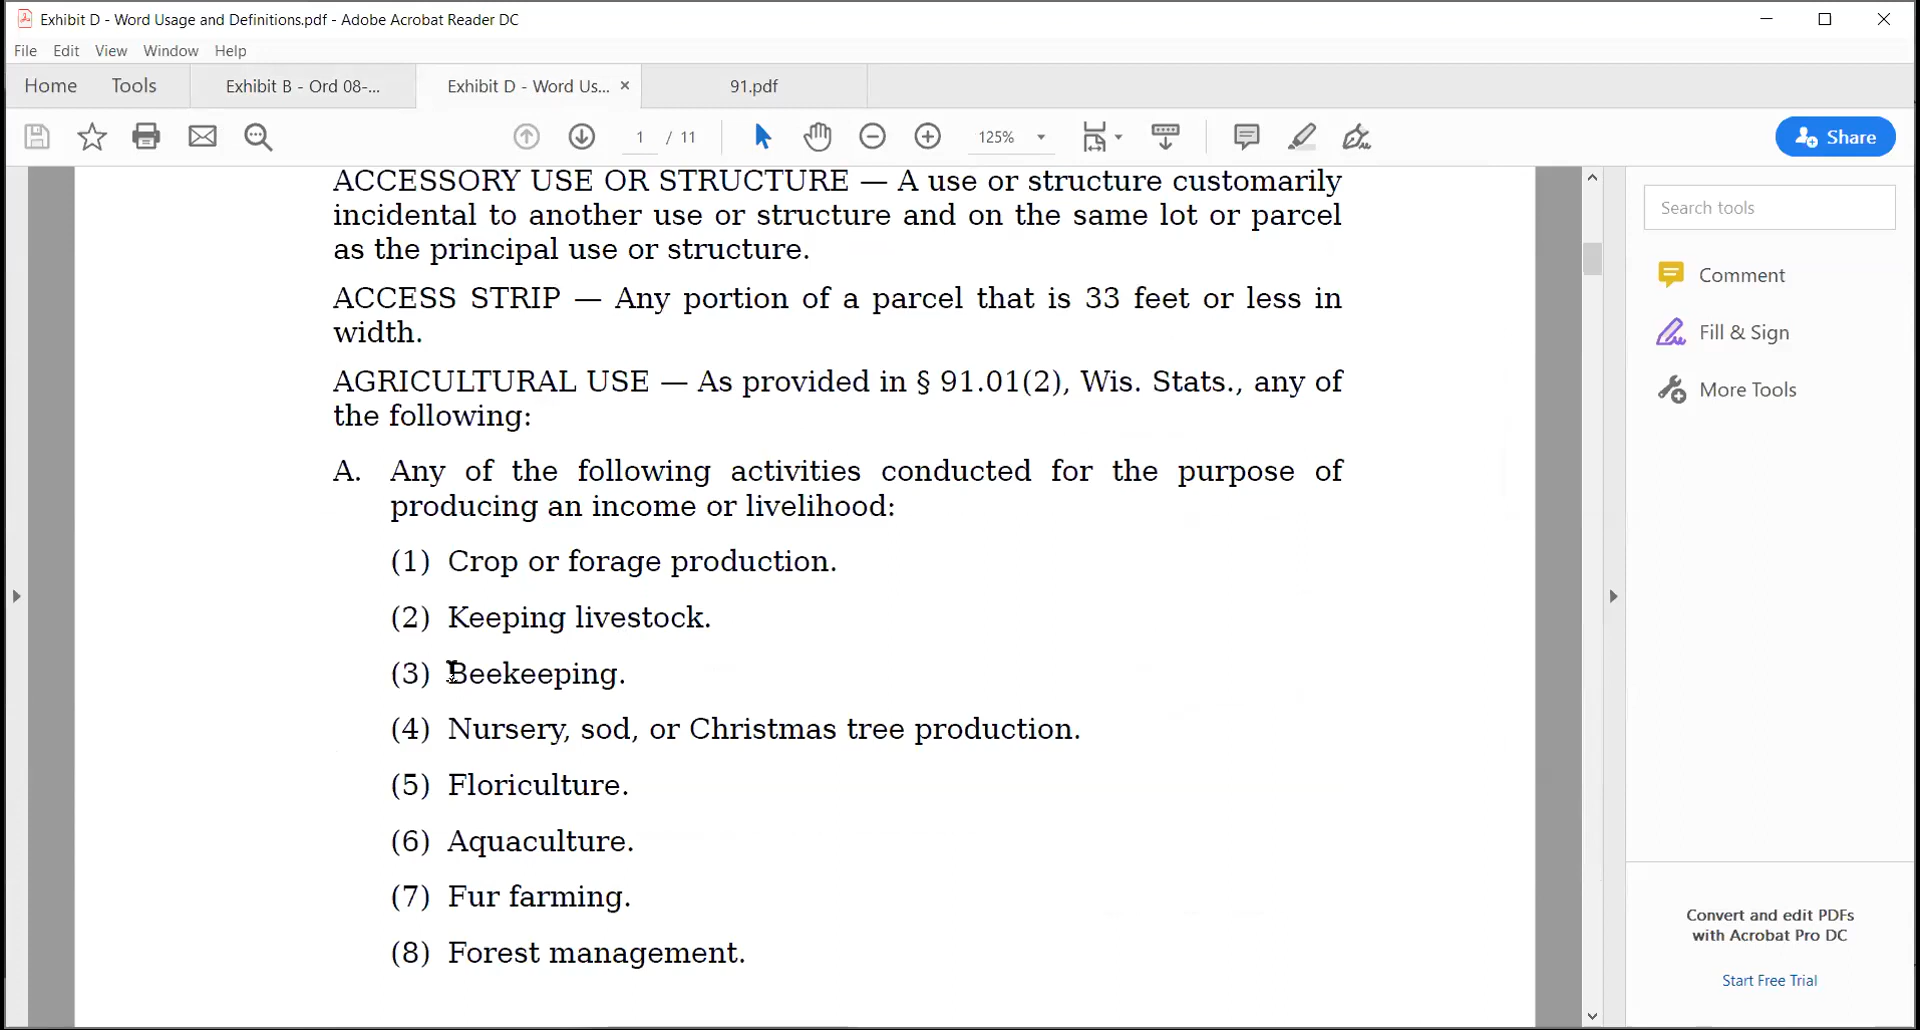 Exhibit D - Word Usage and Definitions.pdf - Adobe Acrobat Reader DC
File Edit View Window Help
Home Tools Exhibit B - Ord 08-... Exhibit D - Word Us... × 91.pdf
1 / 11 125% Share
ACCESSORY USE OR STRUCTURE — A use or structure customarily
incidental to another use or structure and on the same lot or parcel
as the principal use or structure.
ACCESS STRIP — Any portion of a parcel that is 33 feet or less in
width.
AGRICULTURAL USE — As provided in § 91.01(2), Wis. Stats., any of
the following:
A. Any of the following activities conducted for the purpose of
producing an income or livelihood:
(1) Crop or forage production.
(2) Keeping livestock.
(3) Beekeeping.
(4) Nursery, sod, or Christmas tree production.
(5) Floriculture.
(6) Aquaculture.
(7) Fur farming.
(8) Forest management.
Search tools
Comment
Fill & Sign
More Tools
Convert and edit PDFs
with Acrobat Pro DC
Start Free Trial